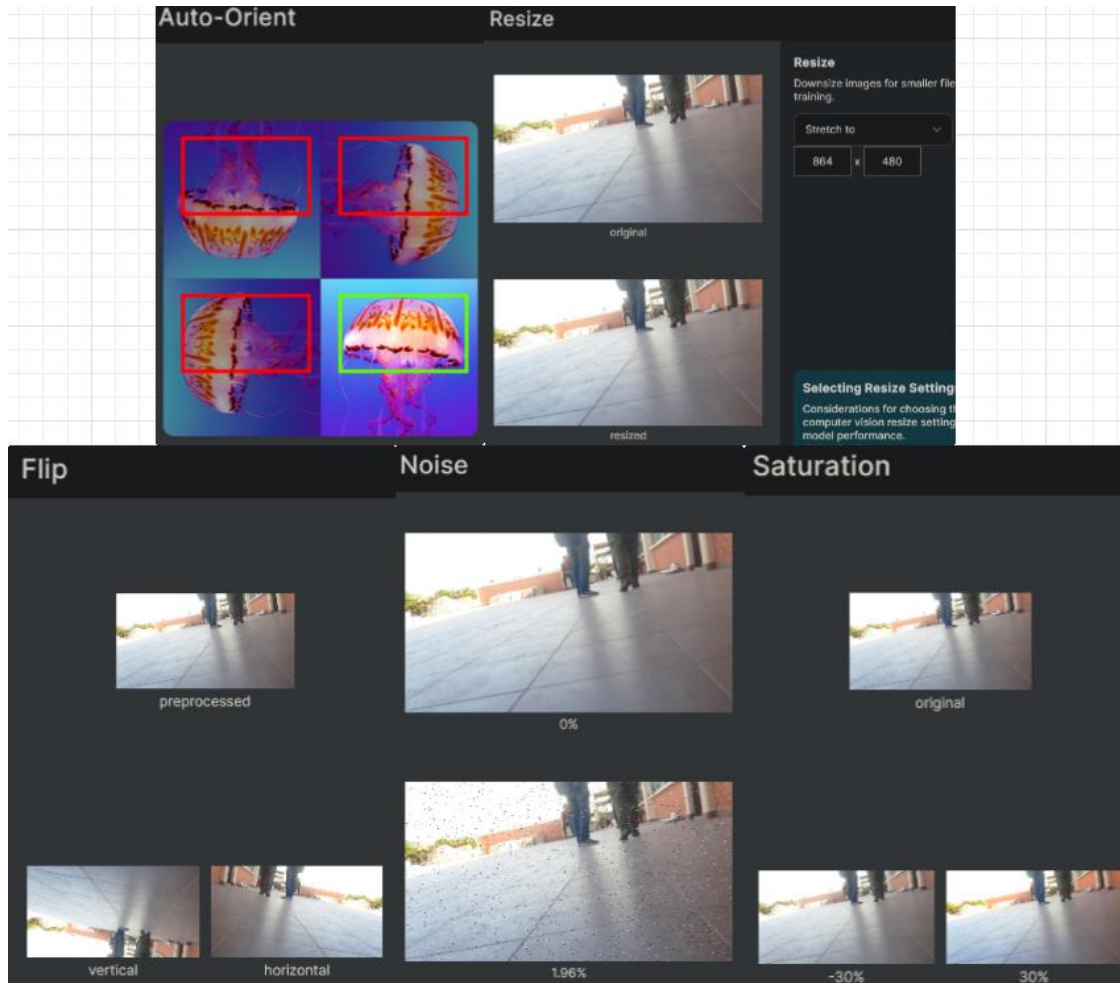 Auto-Orient
Resize
Resize
Downsize images for smaller file
training.
Stretch to
864 x 480
original
resized
Selecting Resize Setting
Considerations for choosing
computer vision resize setting
model performance.
Flip
preprocessed
vertical
horizontal
Noise
0%
1.96%
Saturation
original
-30%
30%